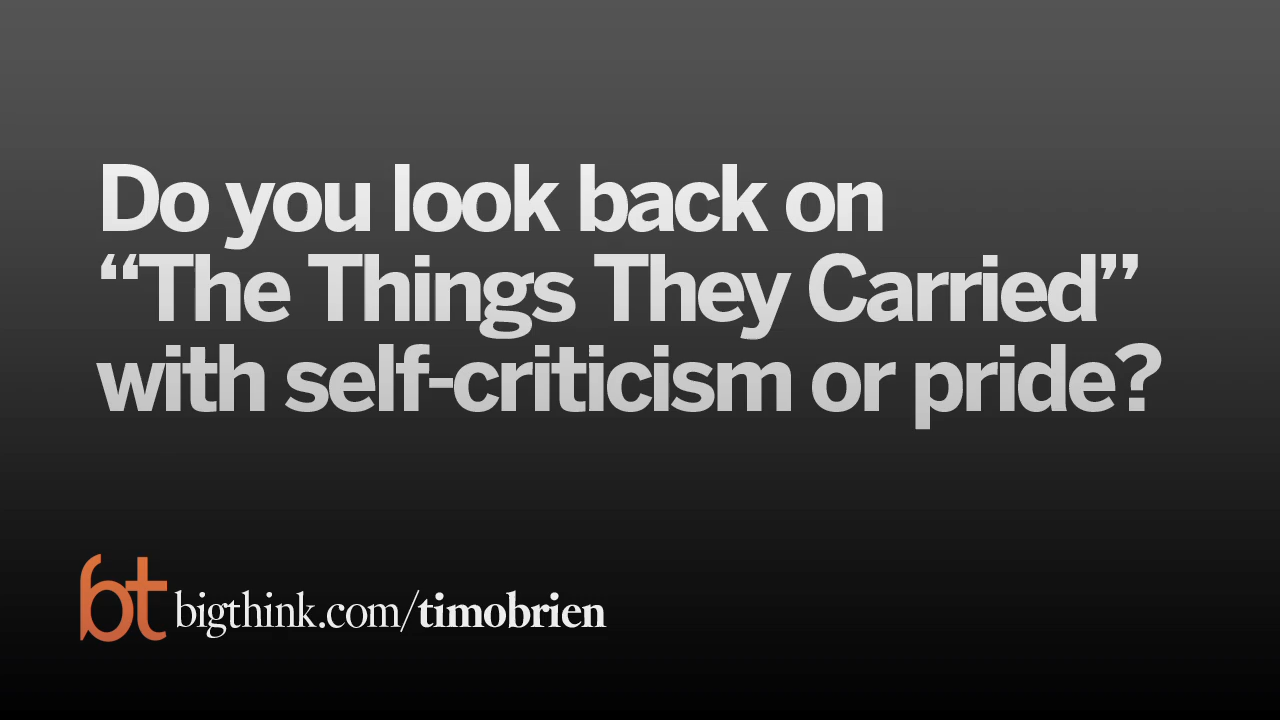 Do you look back on
“The Things They Carried”
with self-criticism or pride?
bt bigthink.com/timobrien